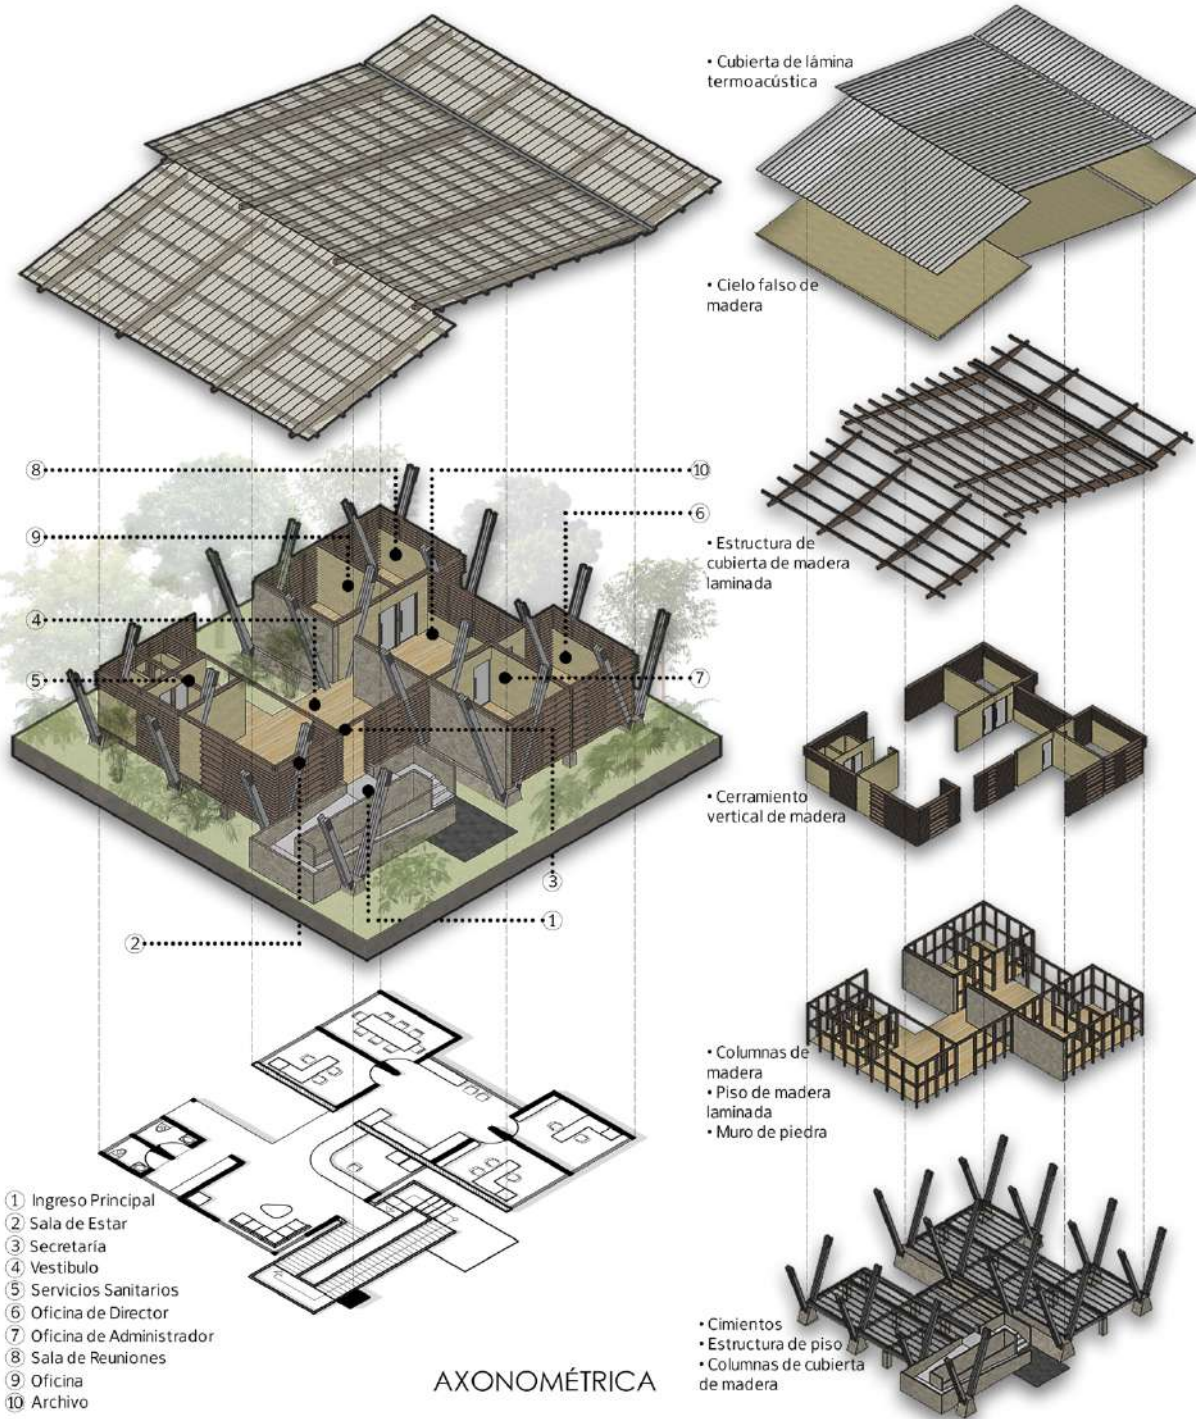 • Cubierta de lámina
termoacústica
• Cielo falso de
madera
• Estructura de
cubierta de madera
laminada
• Cerramiento
vertical de madera
• Columnas de
madera
• Piso de madera
laminada
• Muro de piedra
• Cimientos
• Estructura de piso
• Columnas de cubierta
de madera
8
10
9
6
4
5
7
3
1
2
1 Ingreso Principal
2 Sala de Estar
3 Secretaría
4 Vestibulo
5 Servicios Sanitarios
6 Oficina de Director
7 Oficina de Administrador
8 Sala de Reuniones
9 Oficina
10 Archivo
AXONOMÉTRICA